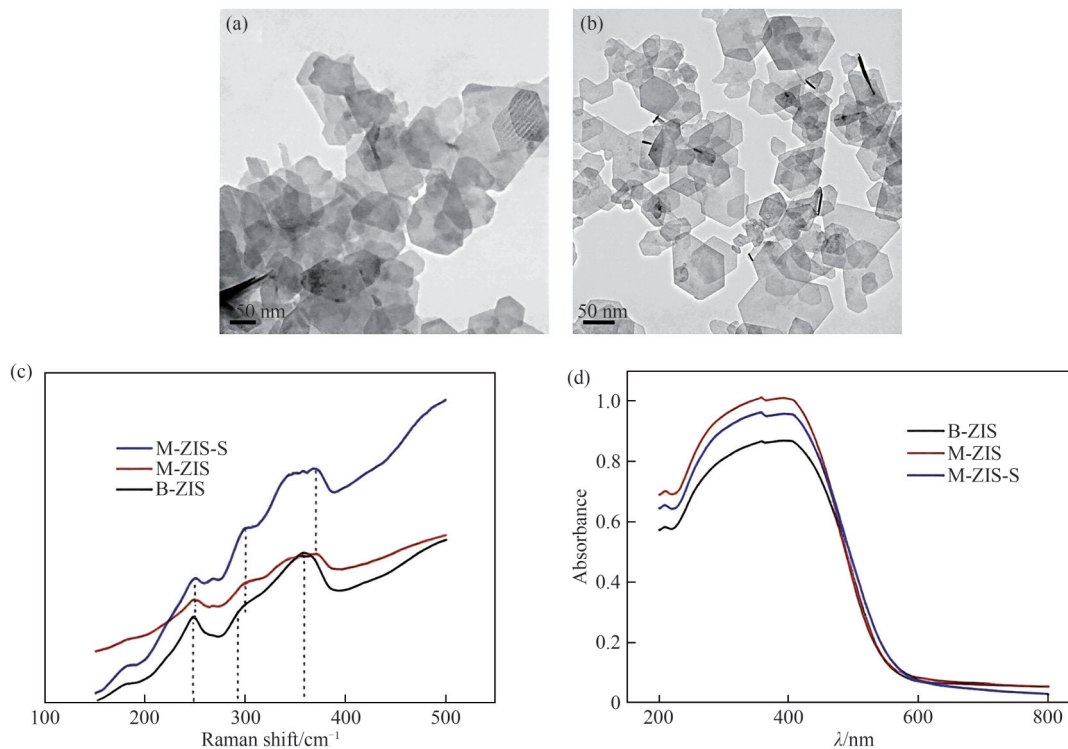 (a)
50 nm
(b)
50 nm
(c)
M-ZIS-S
M-ZIS
B-ZIS
100
200
300
400
500
Raman shift/cm⁻¹
(d)
1.0
0.8
0.6
0.4
0.2
0
Absorbance
B-ZIS
M-ZIS
M-ZIS-S
200
400
600
800
λ/nm